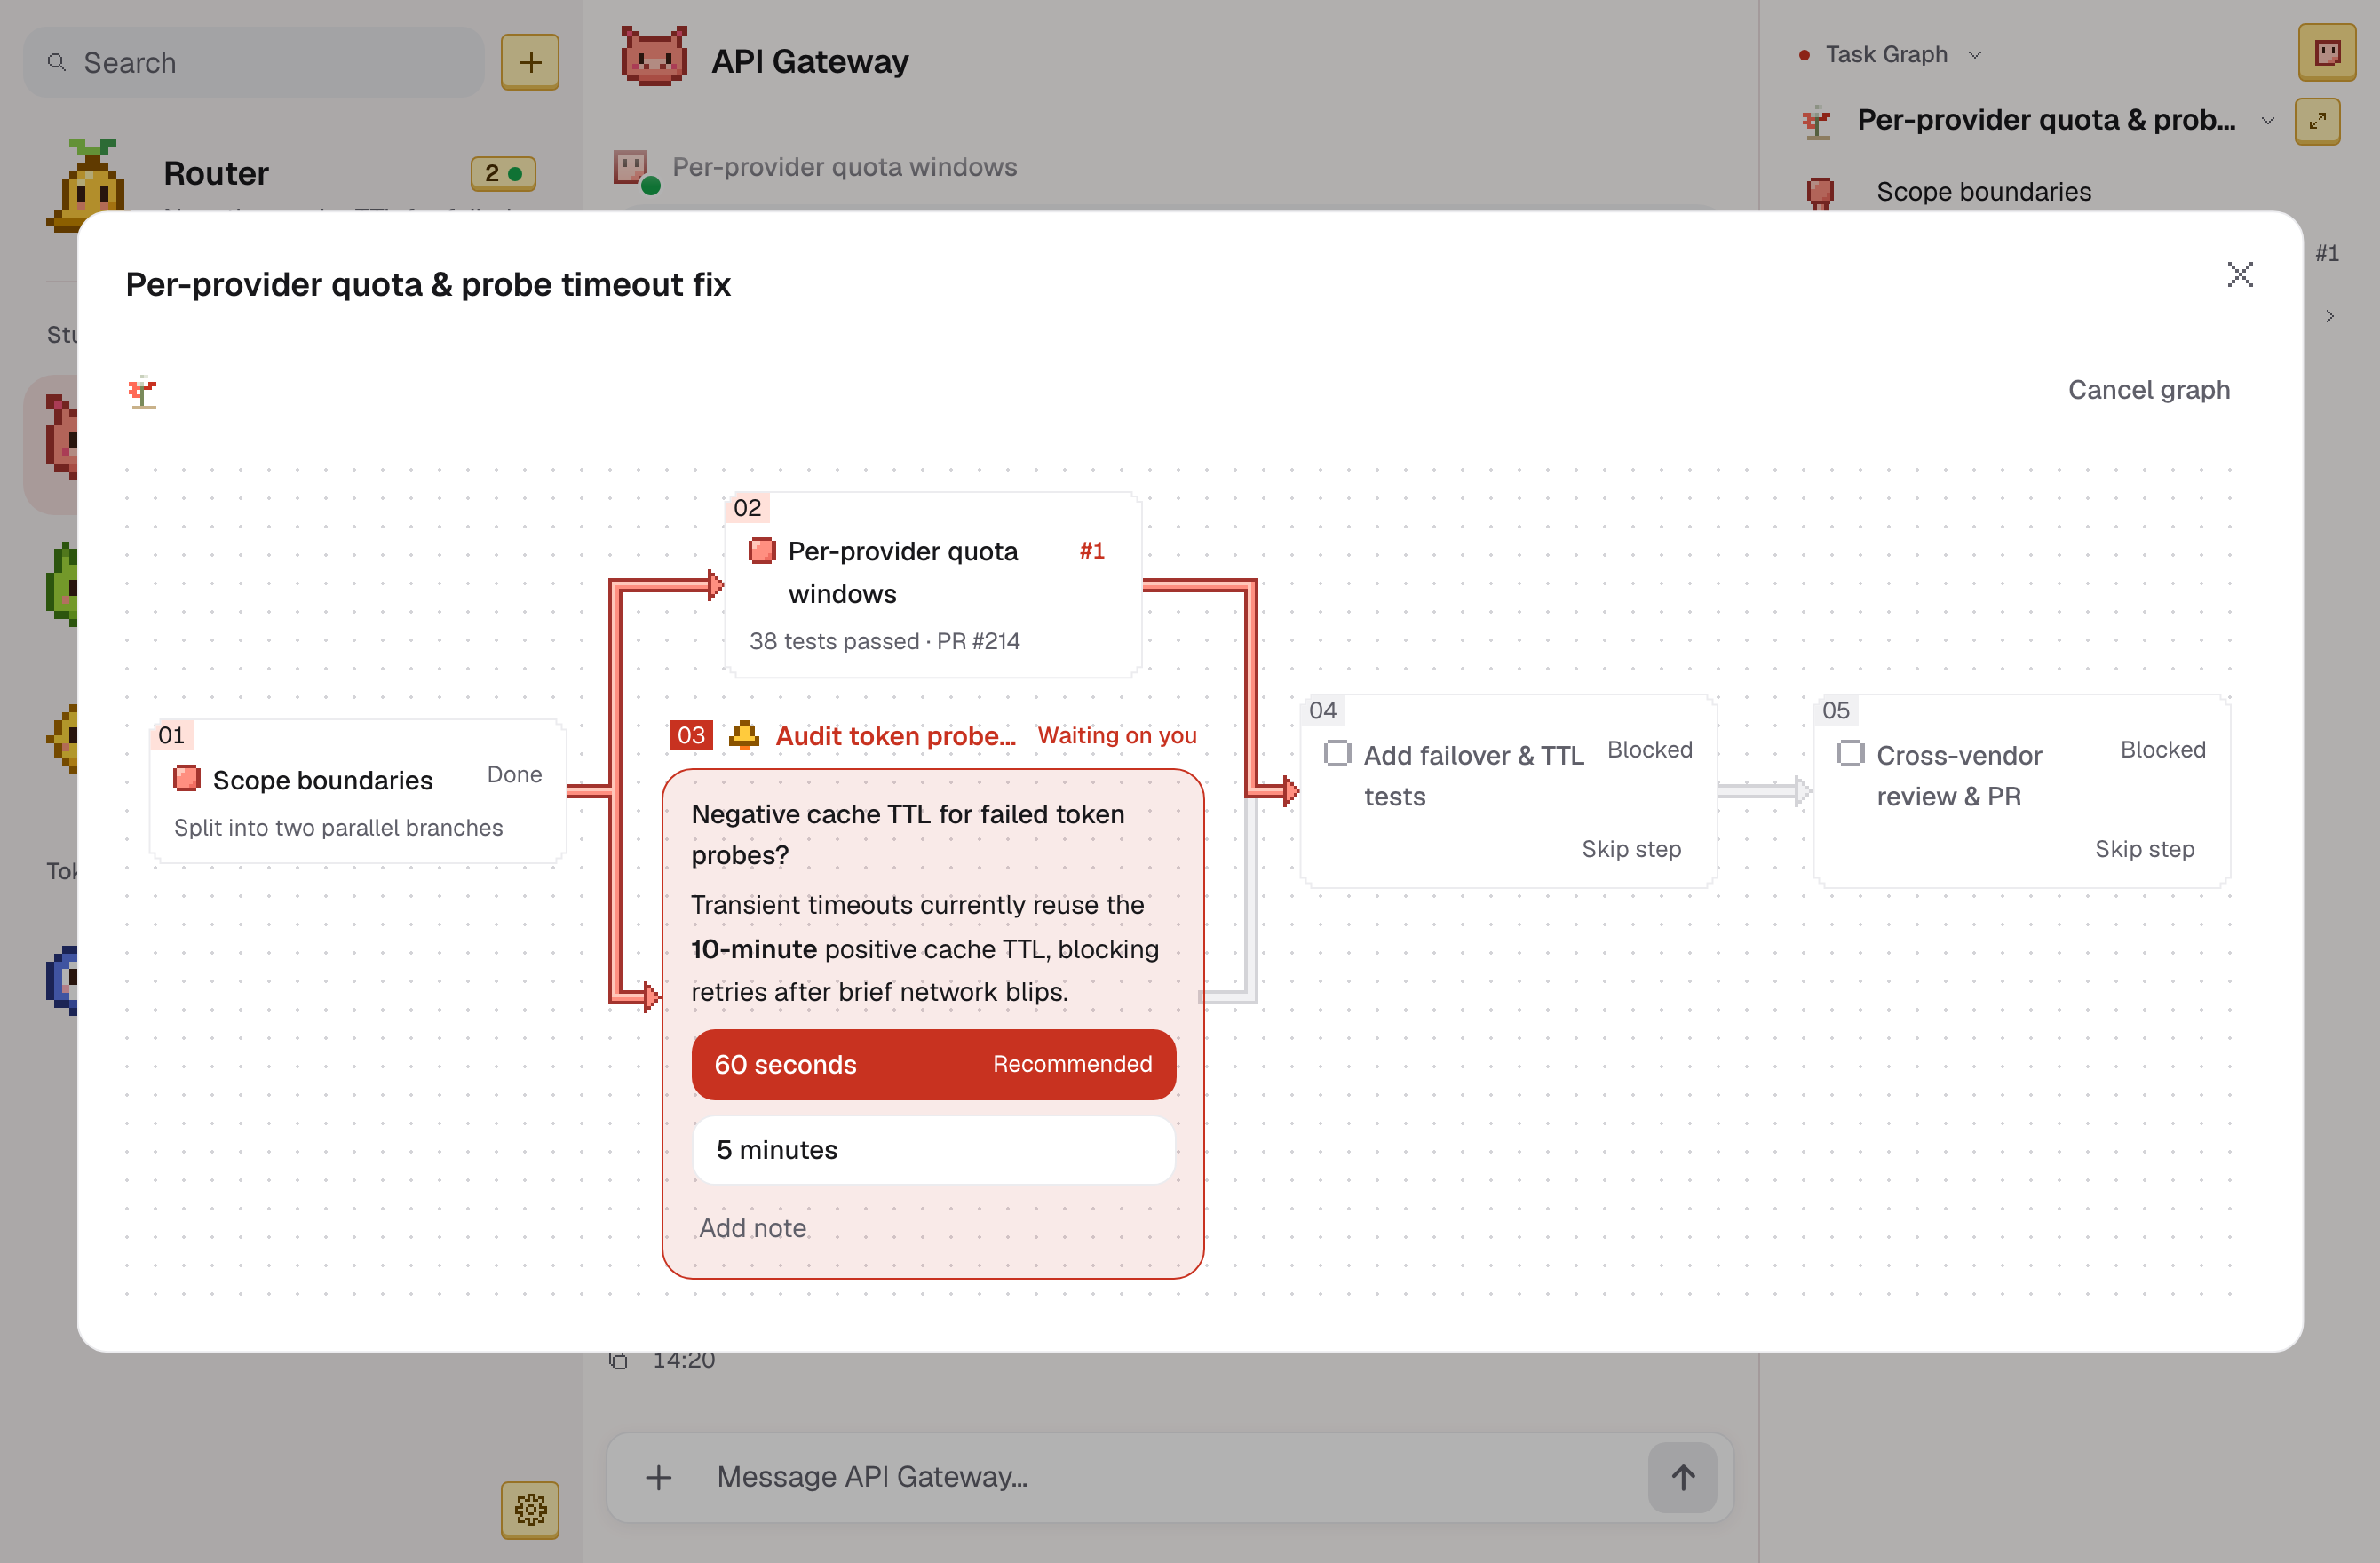 Search
Router
2
API Gateway
Per-provider quota windows
Task Graph
Per-provider quota & prob...
Scope boundaries
#1
Per-provider quota & probe timeout fix
Cancel graph
01
Scope boundaries
Done
Split into two parallel branches
02
Per-provider quota
windows
#1
38 tests passed · PR #214
03
Audit token probe...
Waiting on you
Negative cache TTL for failed token
probes?
Transient timeouts currently reuse the
10-minute positive cache TTL, blocking
retries after brief network blips.
60 seconds
Recommended
5 minutes
Add note
04
Add failover & TTL
tests
Blocked
Skip step
05
Cross-vendor
review & PR
Blocked
Skip step
14:20
Message API Gateway...